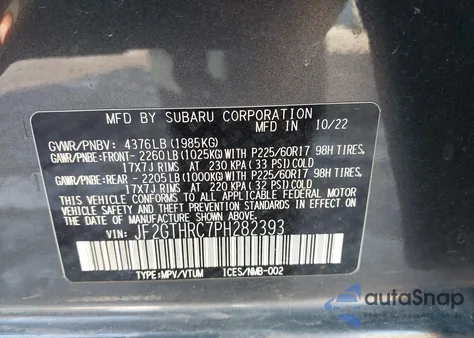 MFD BY SUBARU CORPORATION
MFD IN 10/22
GVWR/PNBV: 4376LB (1985KG)
GAWR/PNBE: FRONT- 2260LB (1025KG) WITH P225/60R17 98H TIRES,
17X7J RIMS AT 230 KPA (33 PSI) COLD
GAWR/PNBE: REAR - 2205LB (1000KG) WITH P225/60R17 98H TIRES,
17X7J RIMS AT 220 KPA (32 PSI) COLD
THIS VEHICLE CONFORMS TO ALL APPLICABLE FEDERAL MOTOR
VEHICLE SAFETY AND BUMPER STANDARDS IN EFFECT ON
THE DATE OF MANUFACTURE SHOWN ABOVE.
VIN: JF2GTHRC7PH282393
TYPE:MPV/VTUM ICES/NMB-002
autoSnap